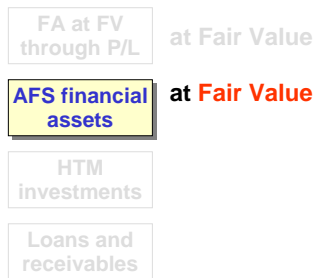 FA at FV
through P/L
at Fair Value
AFS financial
assets
at Fair Value
HTM
investments
Loans and
receivables